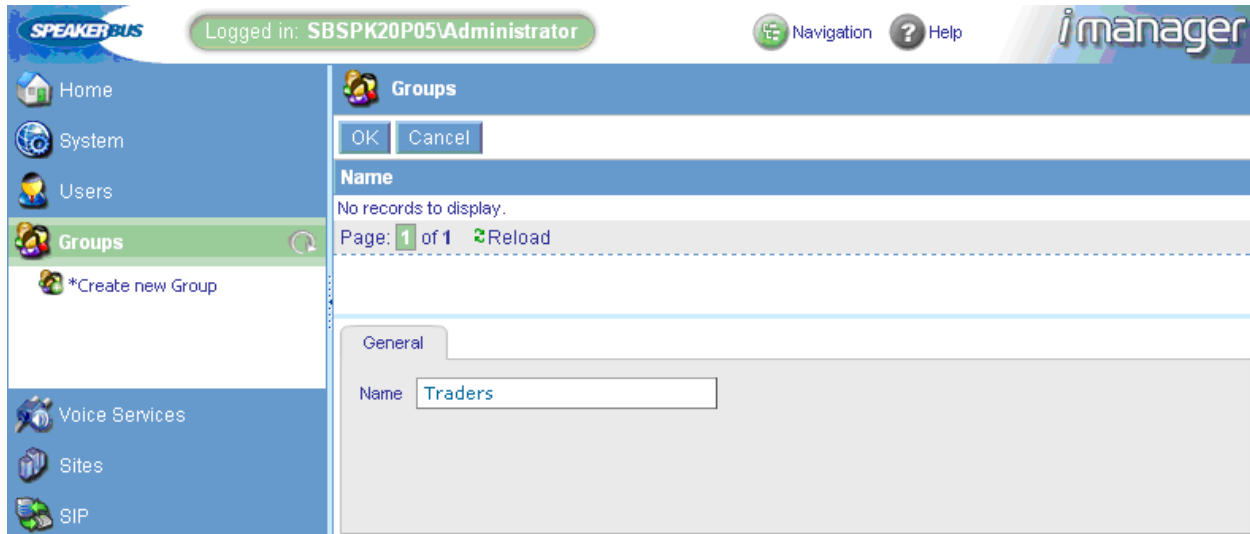 SPEAKERBUS
Logged in: SBSPK20P05\Administrator
Navigation
Help
imanager
Home
System
Users
Groups
*Create new Group
Voice Services
Sites
SIP
Groups
OK Cancel
Name
No records to display.
Page: 1 of 1 Reload
General
Name Traders